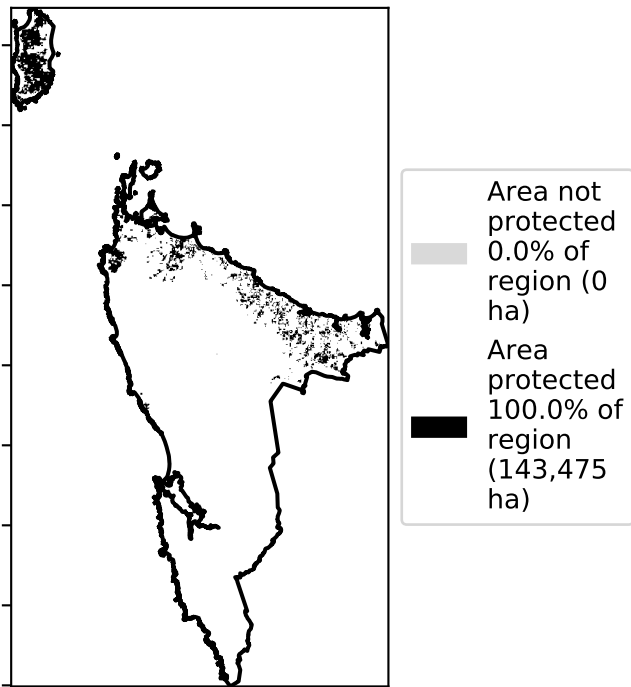 Area not
protected
0.0% of
region (0
ha)
Area
protected
100.0% of
region
(143,475
ha)